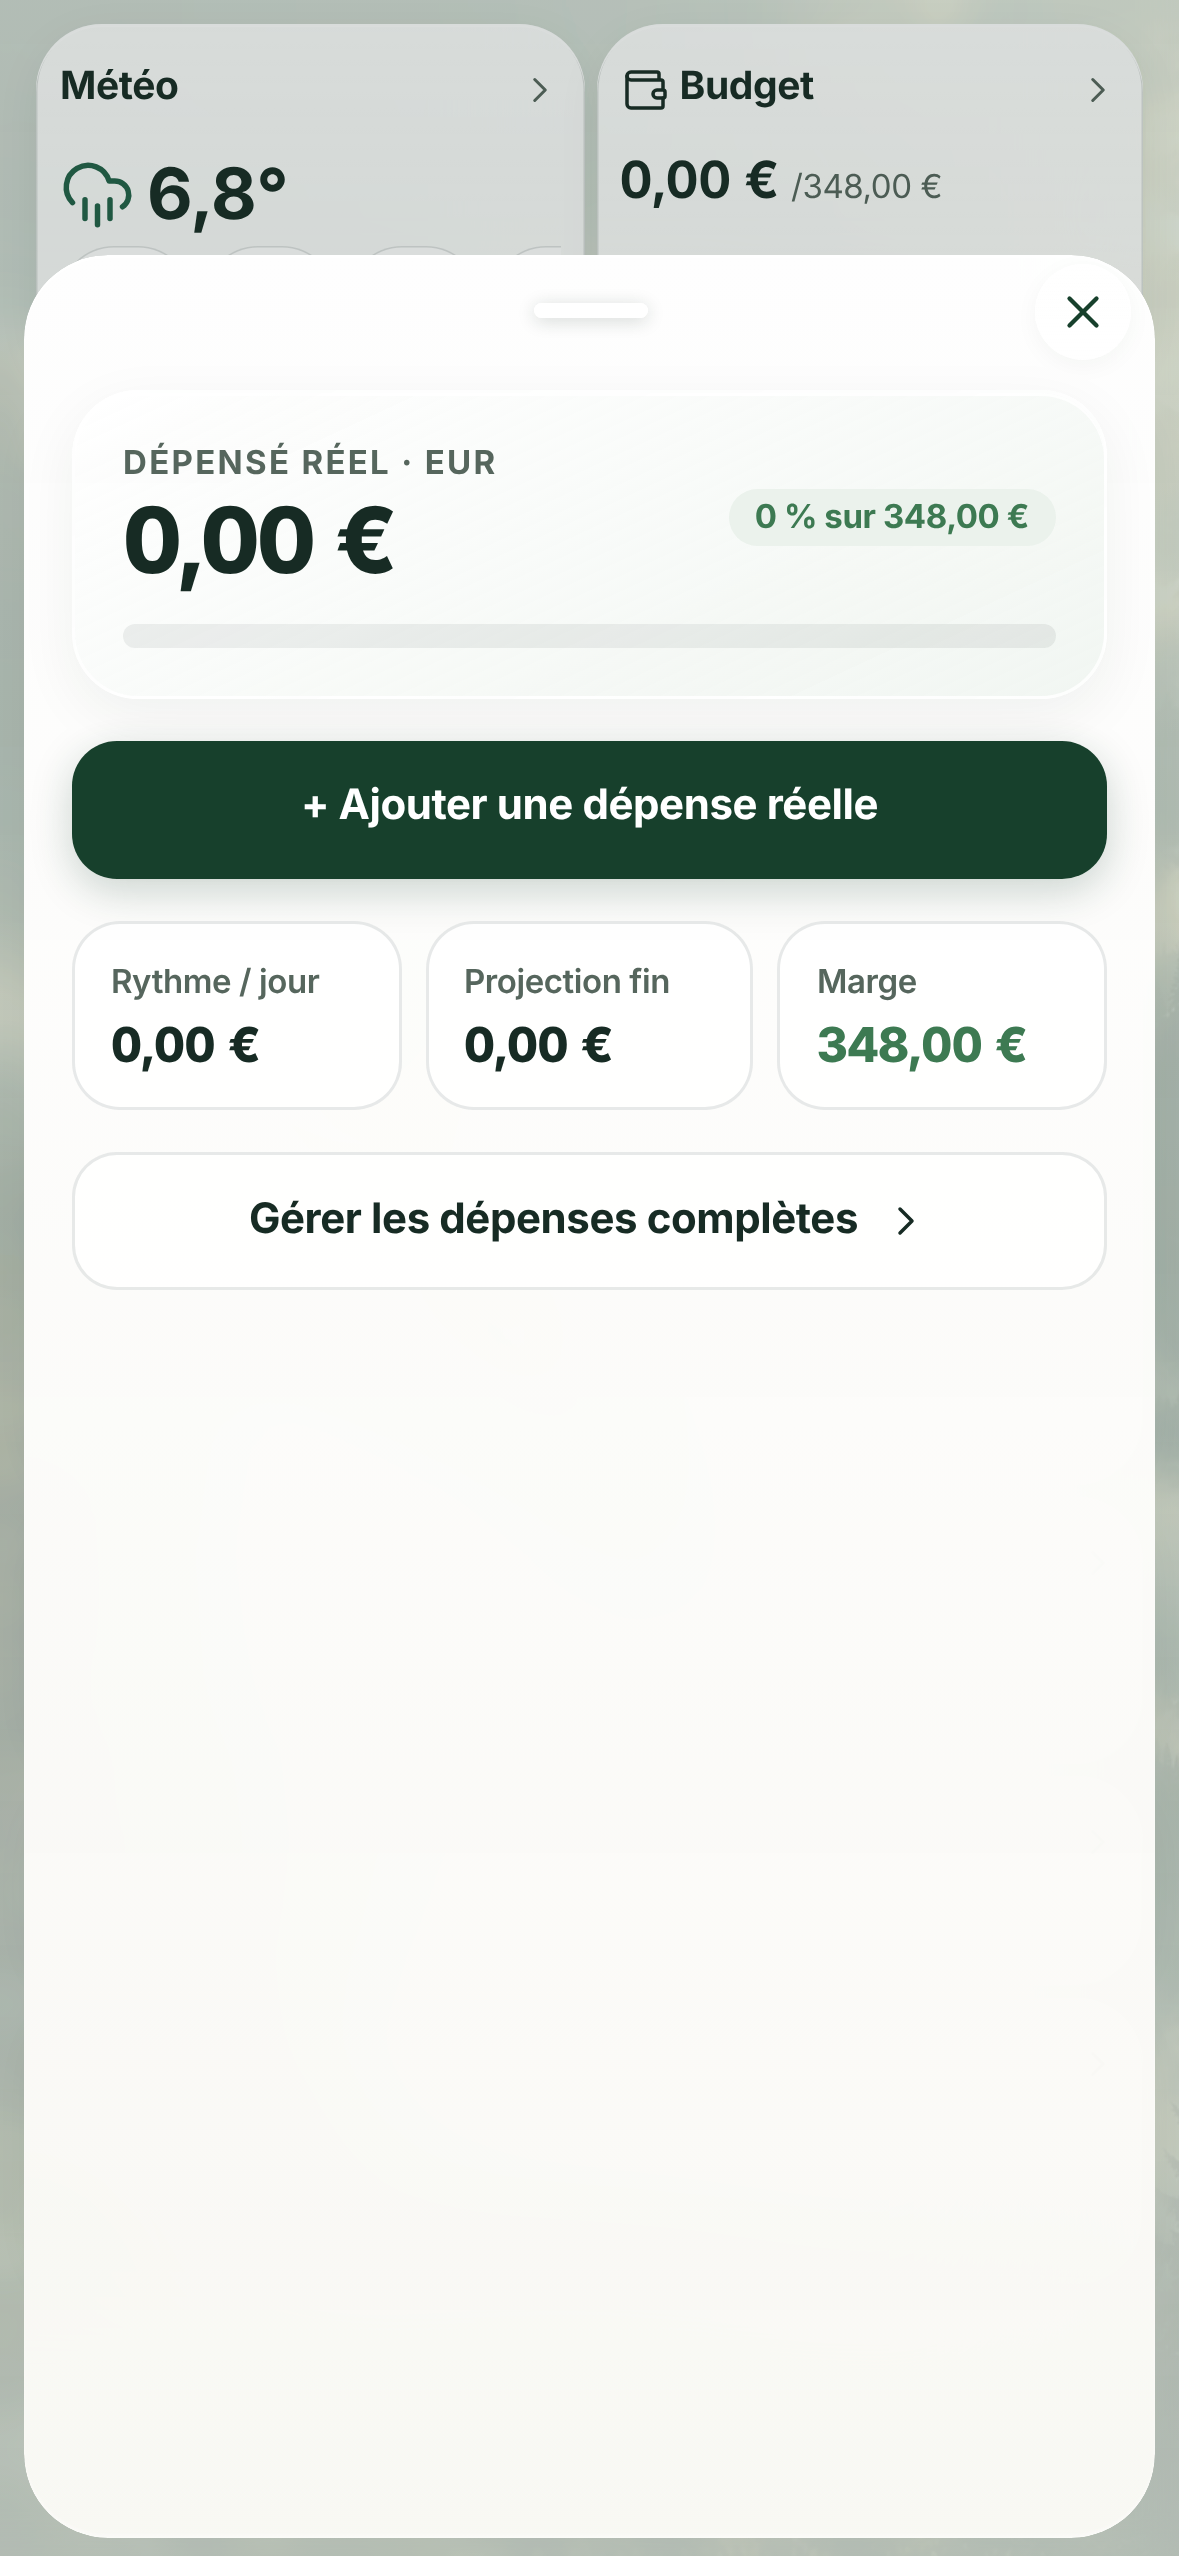 Météo
Budget
6,8°
0,00 € /348,00 €
DÉPENSÉ RÉEL · EUR
0,00 €
0 % sur 348,00 €
+ Ajouter une dépense réelle
Rythme / jour
0,00 €
Projection fin
0,00 €
Marge
348,00 €
Gérer les dépenses complètes